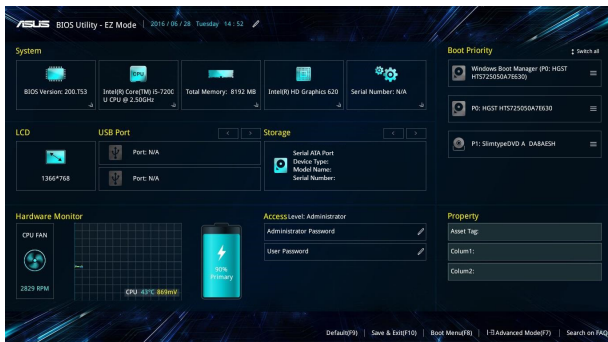 ASUS BIOS Utility - EZ Mode 2016 / 06 / 28 Tuesday 14 : 52
System
BIOS Version: 200.T53
Intel(R) Core(TM) i5-7200
U CPU @ 2.50GHz
Total Memory: 8192 MB
Intel(R) HD Graphics 620
Serial Number: N/A
CPU
Boot Priority
Switch all
Windows Boot Manager (P0: HGST
HTS725050A7E630)
P0: HGST HTS725050A7E630
P1: SlimtypeDVD A DA8AESH
LCD
1366*768
USB Port
Port: N/A
Port: N/A
Storage
Serial ATA Port
Device Type:
Model Name:
Serial Number:
Hardware Monitor
CPU FAN
2829 RPM
CPU 43°C 869mV
90%
Primary
Access Level: Administrator
Administrator Password
User Password
Property
Asset Tag:
Colum1:
Colum2:
Default(F9) | Save & Exit(F10) | Boot Menu(F8) | Advanced Mode(F7) | Search on FAQ